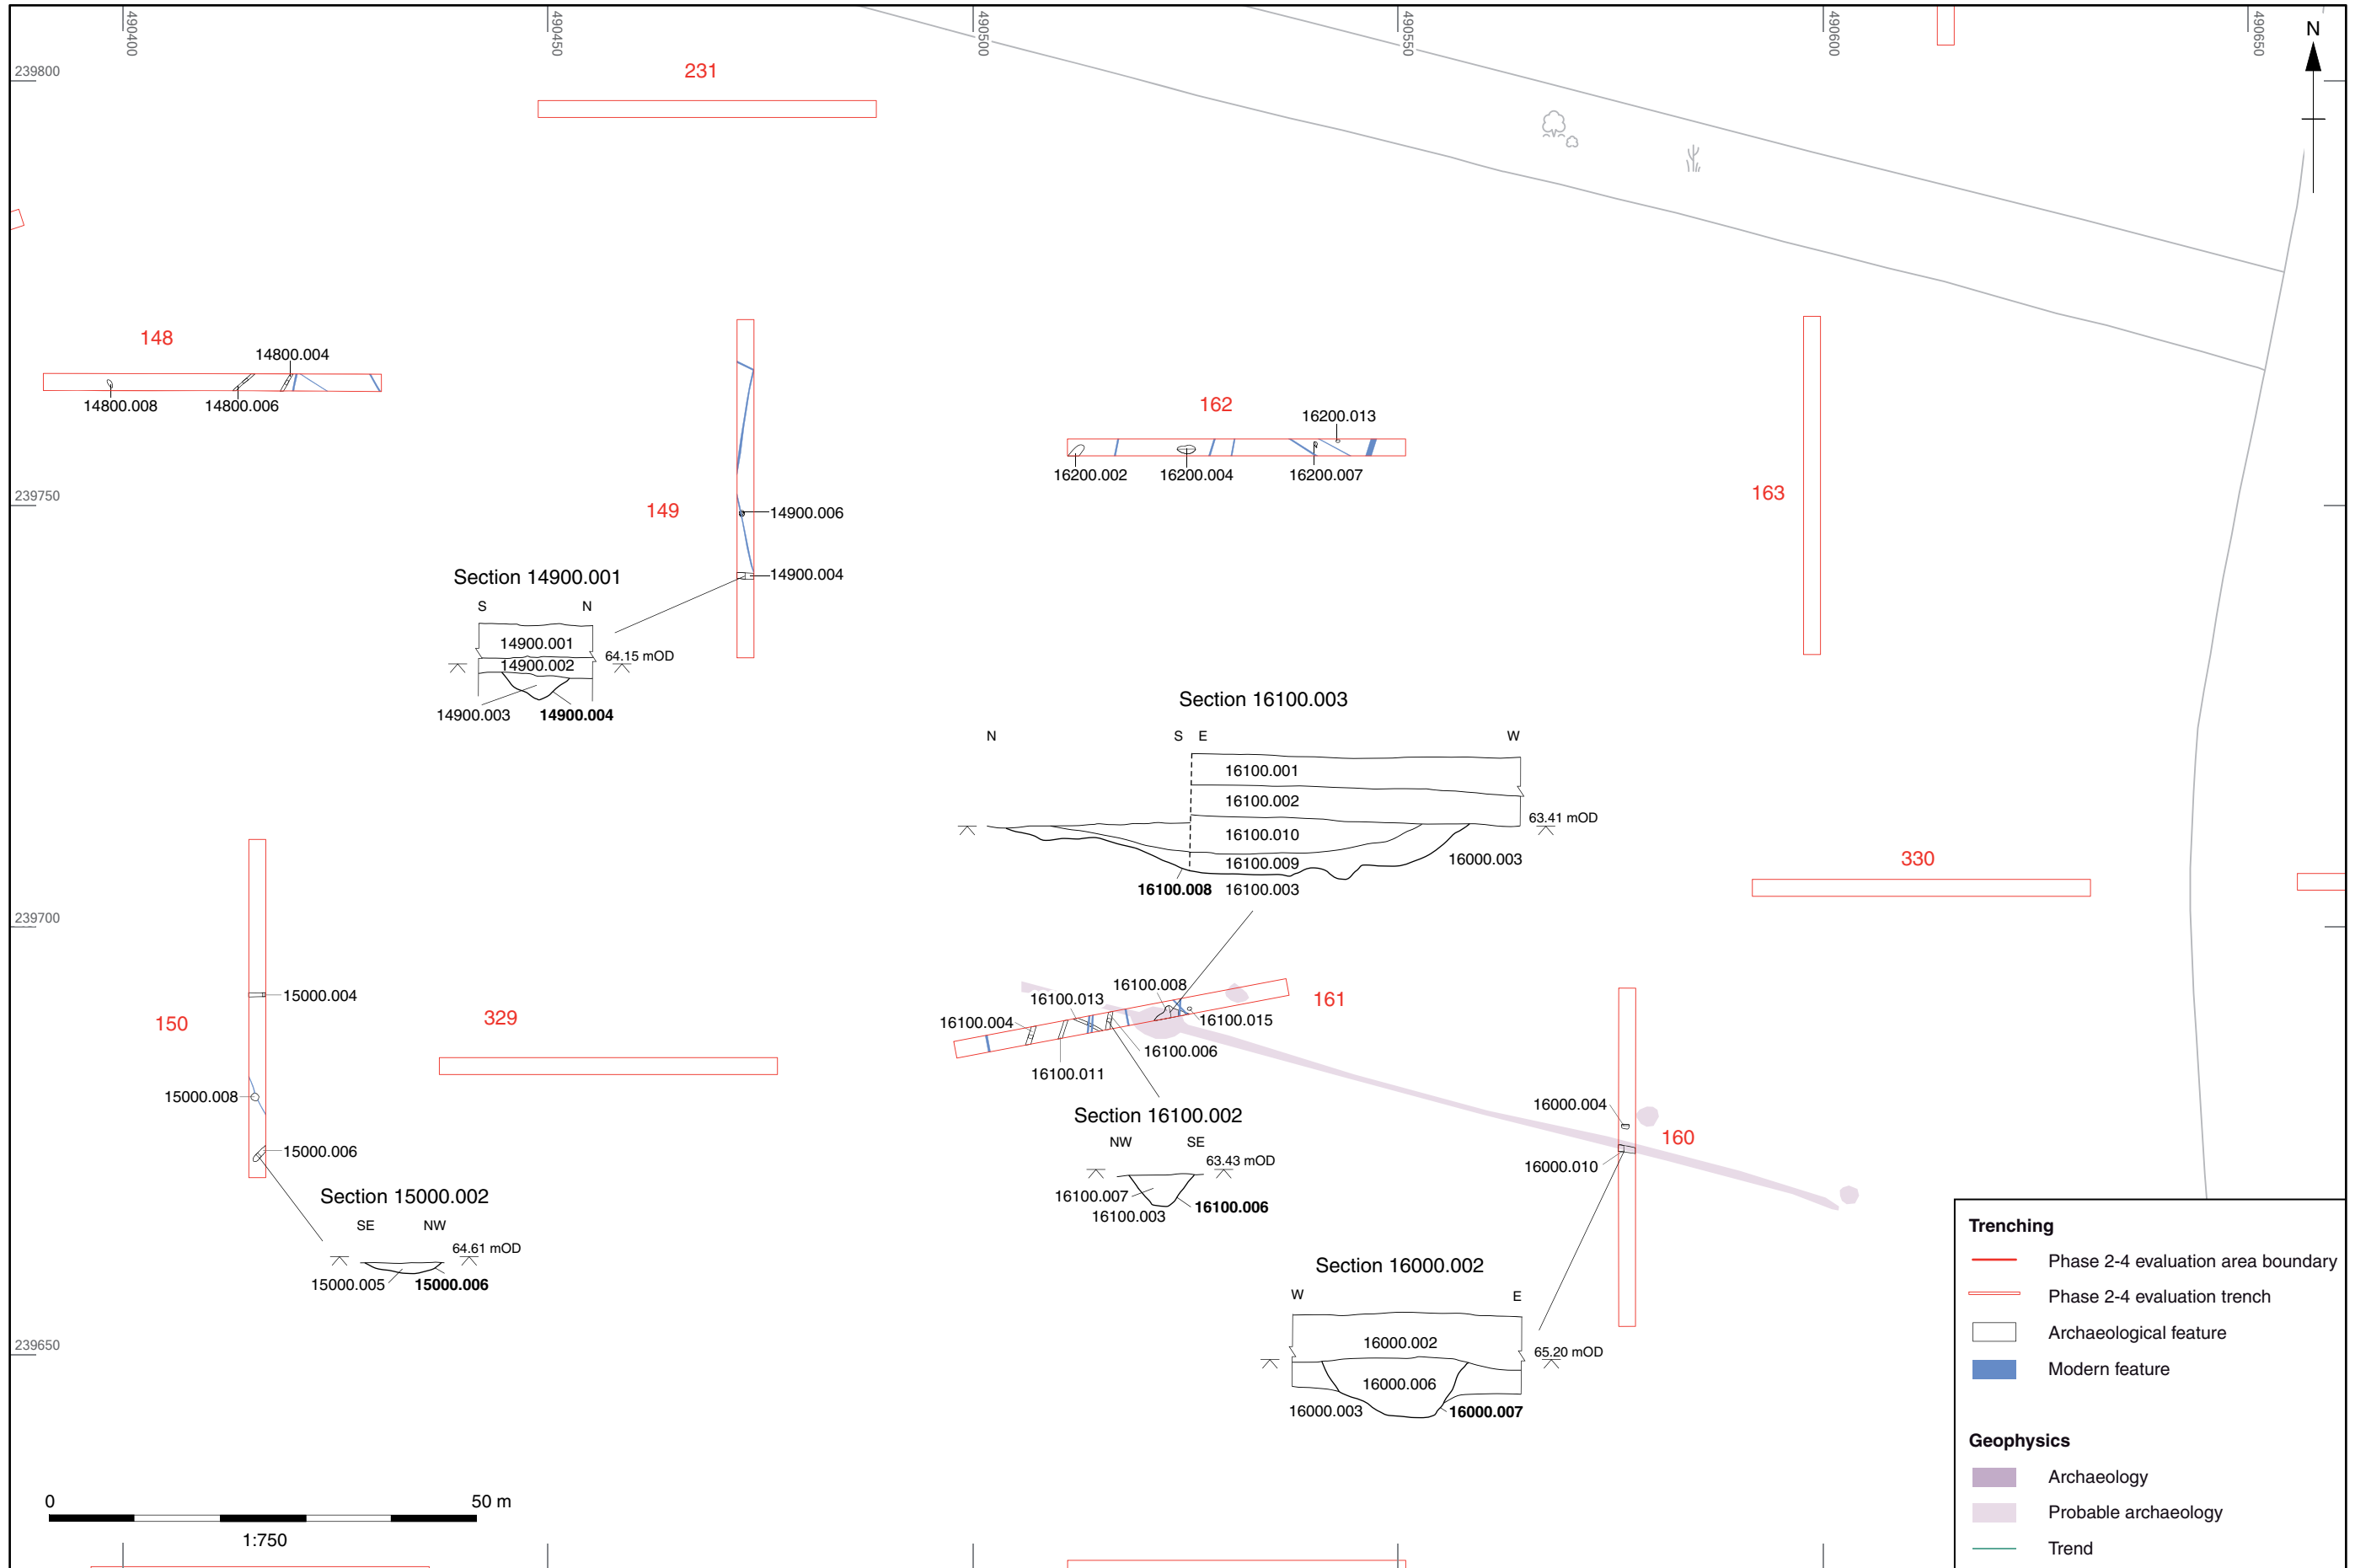 490400
490450
490500
490550
490600
490650
N
239800
231
148
14800.004
14800.008
14800.006
162
16200.013
16200.002
16200.004
16200.007
163
239750
149
14900.006
14900.004
Section 14900.001
S N
14900.001
14900.002
64.15 mOD
14900.003
14900.004
Section 16100.003
N S E W
16100.001
16100.002
63.41 mOD
16100.010
16100.009
16000.003
16100.008
16100.003
330
239700
15000.004
150
329
16100.008
16100.013
161
16100.004
16100.015
16100.006
16100.011
15000.008
15000.006
Section 16100.002
NW SE
63.43 mOD
16100.007
16100.003
16100.006
16000.004
160
16000.010
Section 15000.002
SE NW
64.61 mOD
15000.005
15000.006
Section 16000.002
W E
16000.002
65.20 mOD
16000.006
16000.003
16000.007
239650
0 50 m
1:750
Trenching
Phase 2-4 evaluation area boundary
Phase 2-4 evaluation trench
Archaeological feature
Modern feature
Geophysics
Archaeology
Probable archaeology
Trend